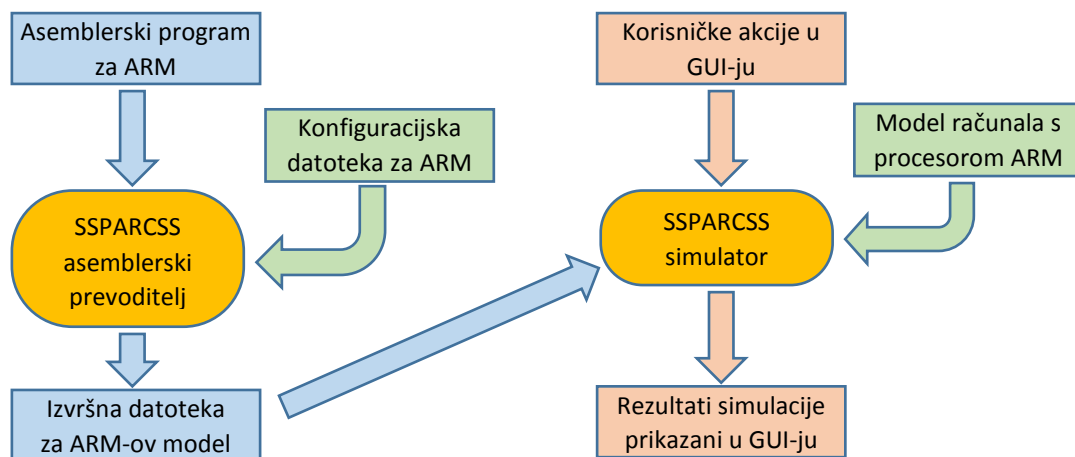 Asemblerski program
za ARM
Konfiguracijska
datoteka za ARM
SSPARCSS
asemblerski
prevoditelj
Izvršna datoteka
za ARM-ov model
Korisničke akcije u
GUI-ju
Model računala s
procesorom ARM
SSPARCSS
simulator
Rezultati simulacije
prikazani u GUI-ju